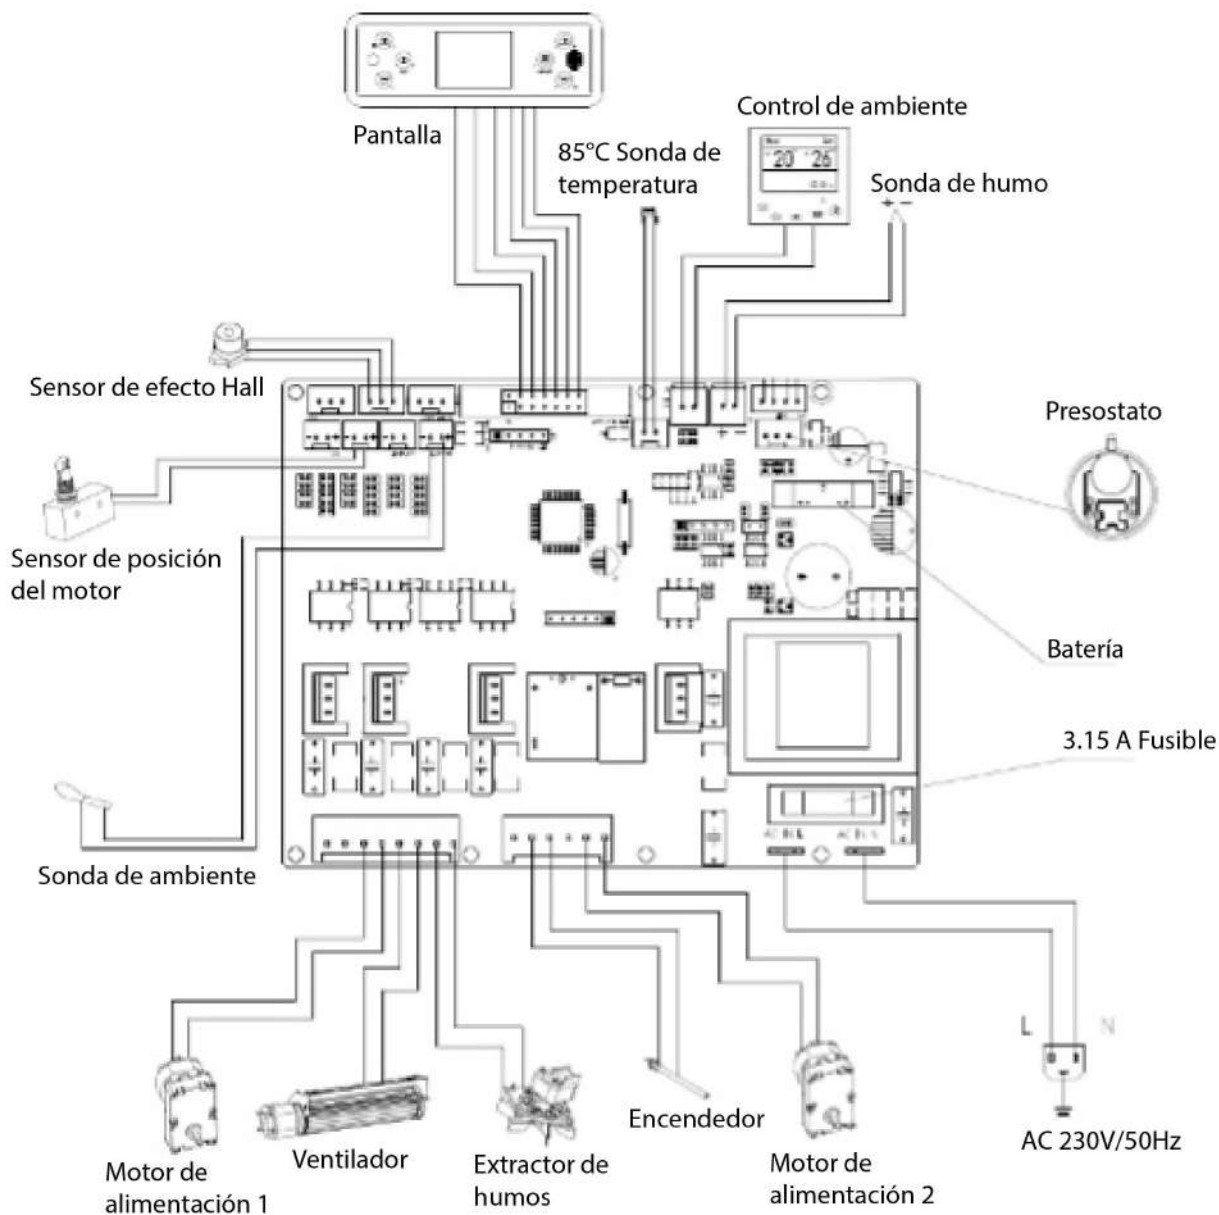 Pantalla
85°C Sonda de
temperatura
Control de ambiente
20 26
Sonda de humo
+ −
Sensor de efecto Hall
Presostato
Sensor de posición
del motor
Batería
3.15 A Fusible
Sonda de ambiente
L N
Motor de
alimentación 1
Ventilador
Extractor de
humos
Encendedor
Motor de
alimentación 2
AC 230V/50Hz